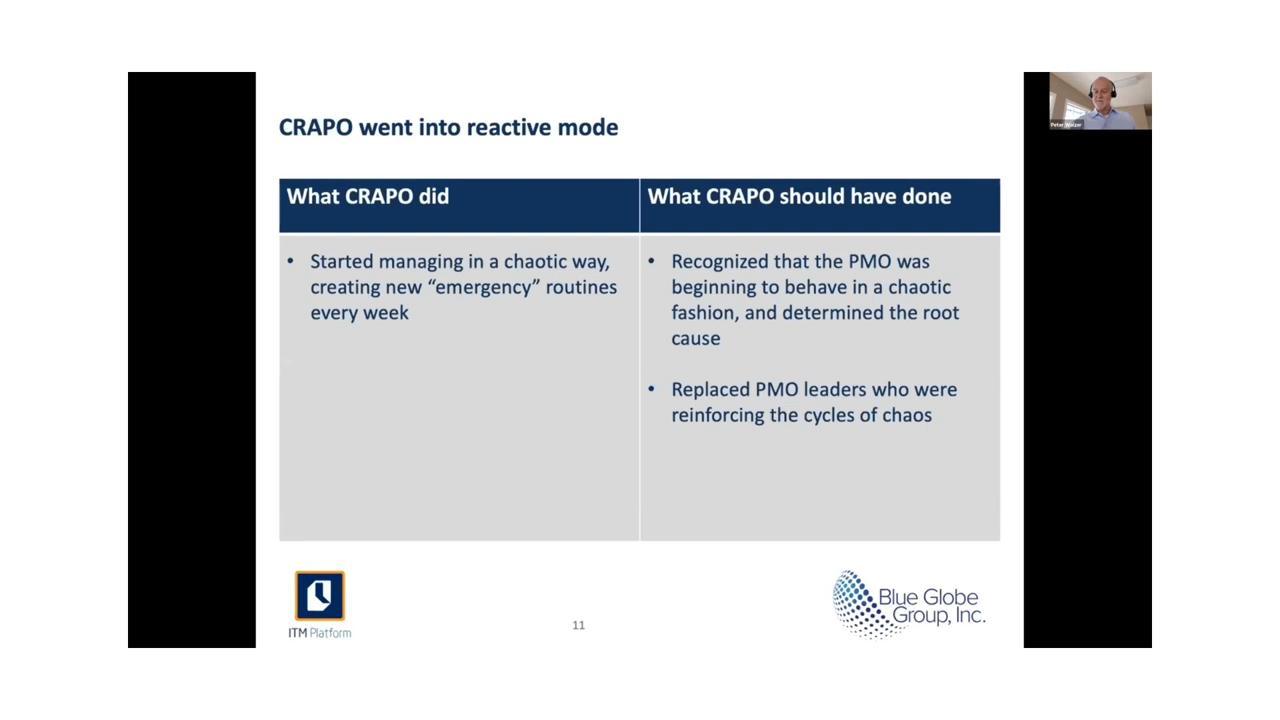 Peter Walzer
CRAPO went into reactive mode
What CRAPO did
What CRAPO should have done
• Started managing in a chaotic way,
creating new “emergency” routines
every week
• Recognized that the PMO was
beginning to behave in a chaotic
fashion, and determined the root
cause
• Replaced PMO leaders who were
reinforcing the cycles of chaos
ITM Platform
11
Blue Globe
Group, Inc.